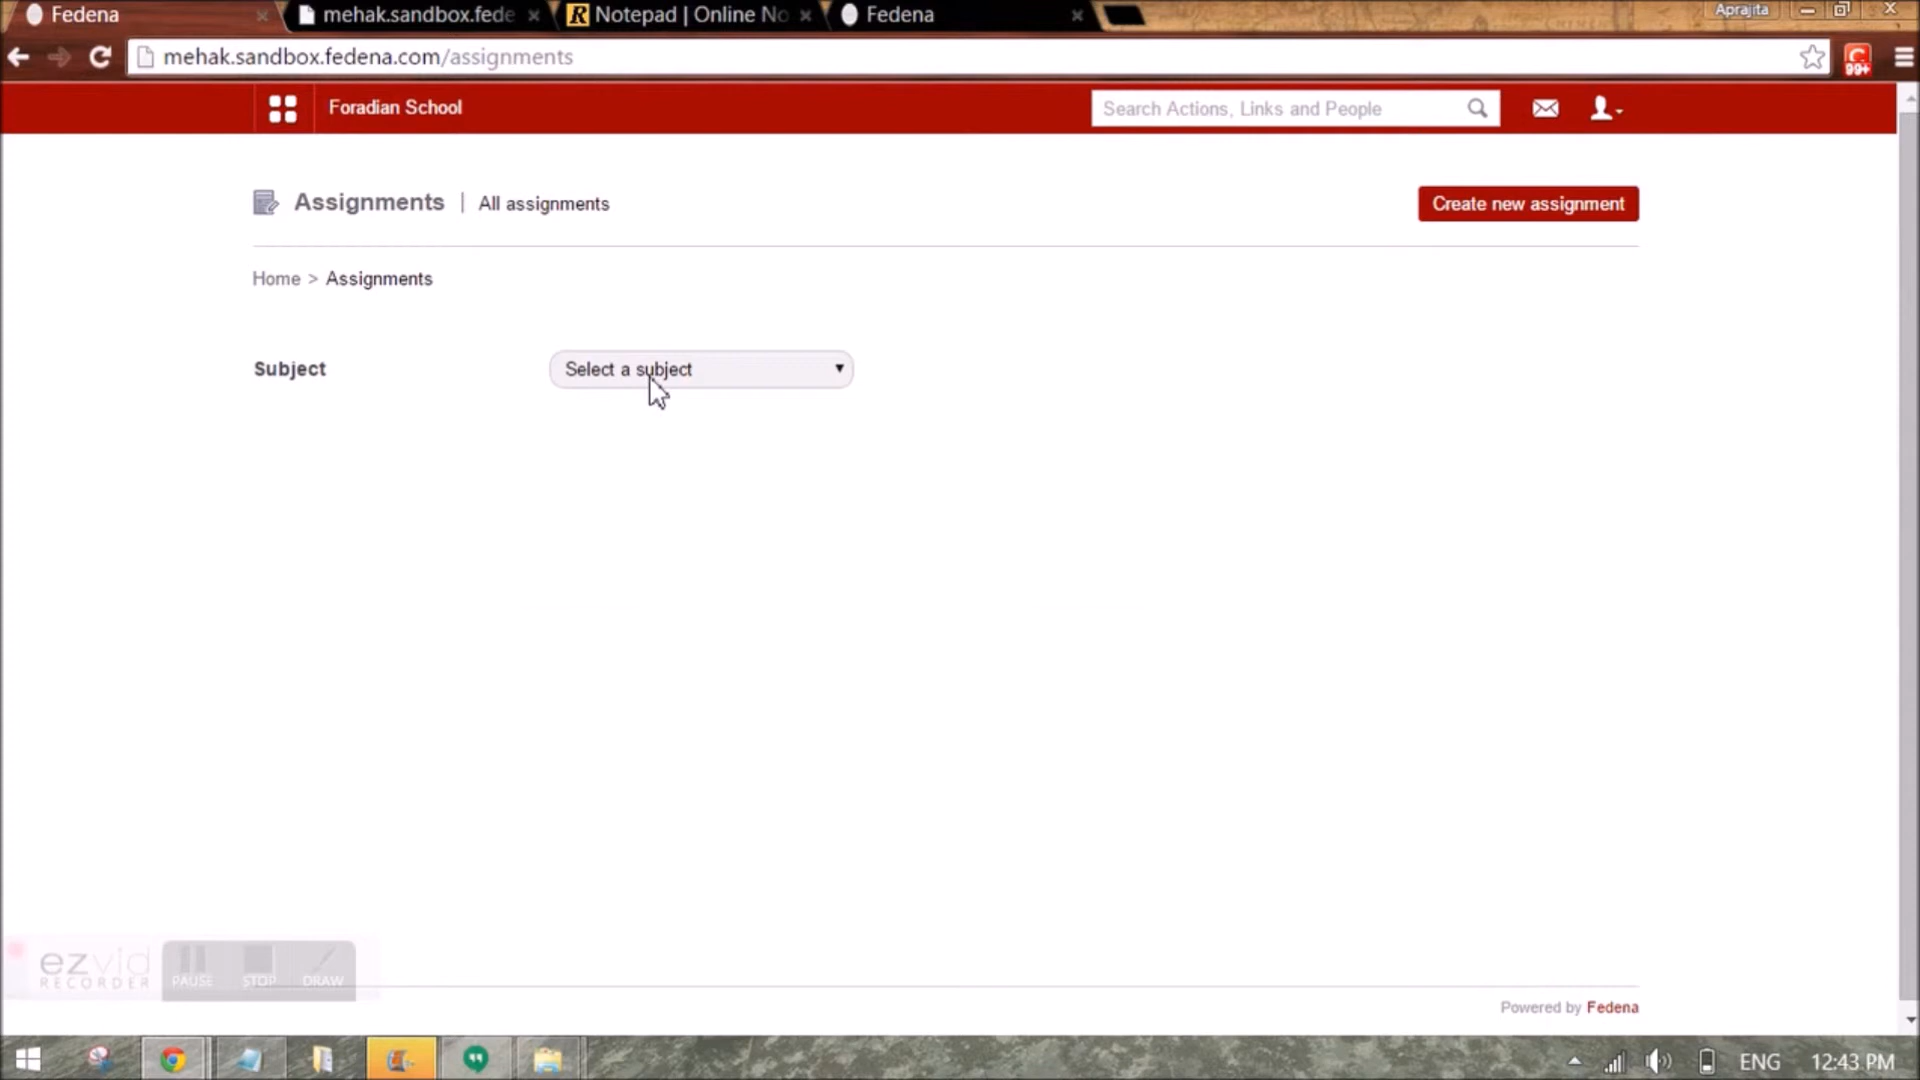 Fedena
mehak.sandbox.fede
R Notepad | Online No
Fedena
Aprajita
mehak.sandbox.fedena.com/assignments
99+
Foradian School
Search Actions, Links and People
Assignments | All assignments
Create new assignment
Home > Assignments
Subject
Select a subject
ezvid
RECORDER
PAUSE STOP DRAW
Powered by Fedena
ENG 12:43 PM